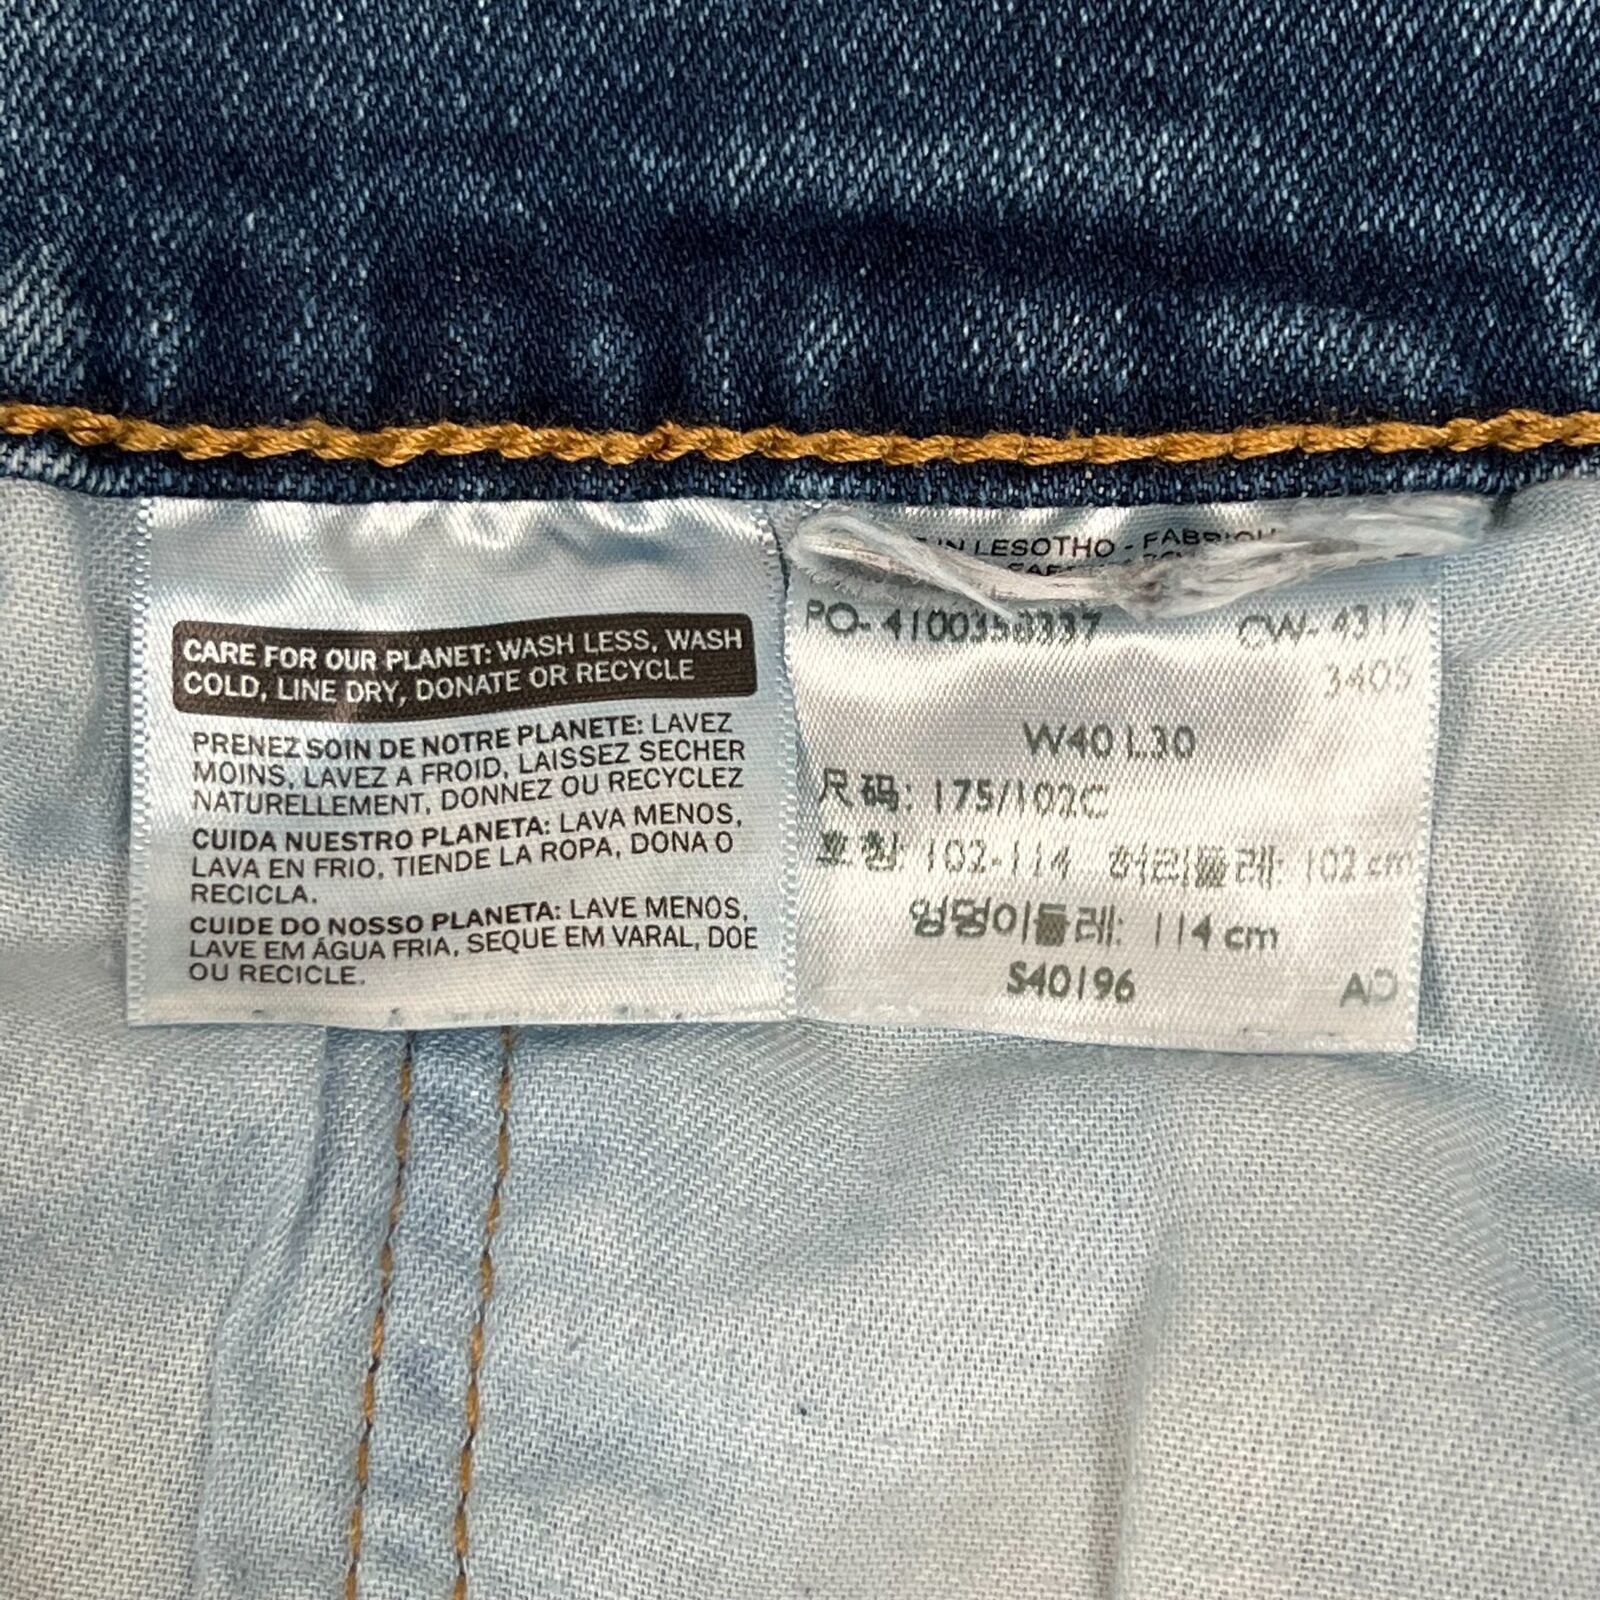 CARE FOR OUR PLANET: WASH LESS, WASH
COLD, LINE DRY, DONATE OR RECYCLE
PRENEZ SOIN DE NOTRE PLANETE: LAVEZ
MOINS, LAVEZ A FROID, LAISSEZ SECHER
NATURELLEMENT, DONNEZ OU RECYCLEZ
CUIDA NUESTRO PLANETA: LAVA MENOS,
LAVA EN FRIO, TIENDE LA ROPA, DONA O
RECICLA.
CUIDE DO NOSSO PLANETA: LAVE MENOS,
LAVE EM ÁGUA FRIA, SEQUE EM VARAL, DOE
OU RECICLE.
IN LESOTHO -
PO- 4100358337 CW- 4317
3405
W40 L30
尺码: 175/102C
호칭: 102-114 허리둘레: 102 cm
엉덩이둘레: 114 cm
S40196 AD